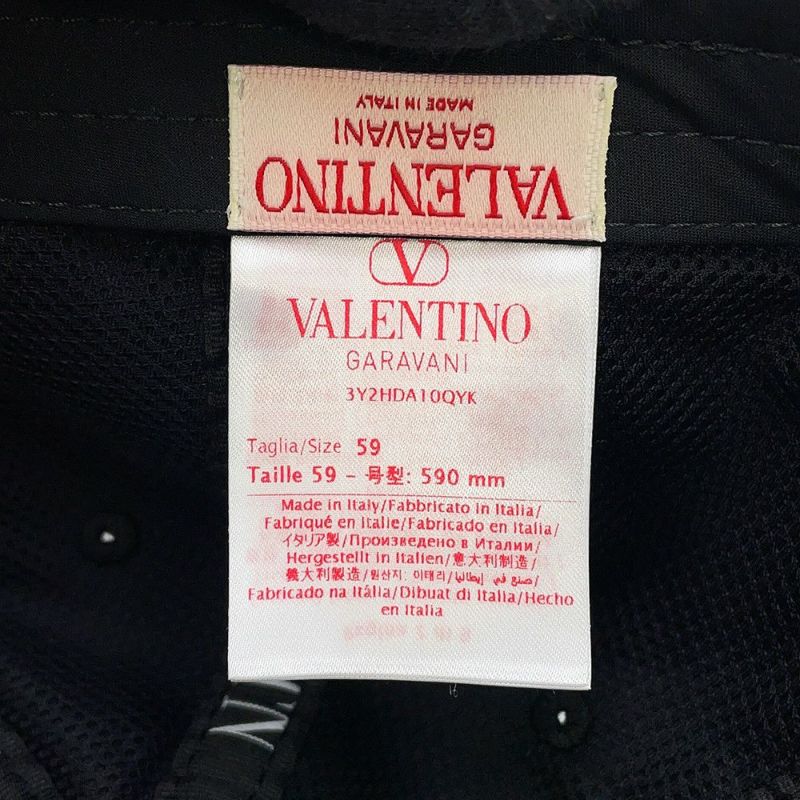 MADE IN ITALY
GARAVANI
VALENTINO
V
VALENTINO
GARAVANI
3Y2HDA10QYK
Taglia/Size 59
Taille 59 - 号型: 590 mm
Made in Italy/Fabbricato in Italia/
Fabriqué en Italie/Fabricado en Italia/
イタリア製/Произведено в Италии/
Hergestellt in Italien/意大利制造/
義大利製造/원산지: 이태리/صنع في إيطاليا/
Fabricado na Itália/Dibuat di Italia/Hecho
en Italia